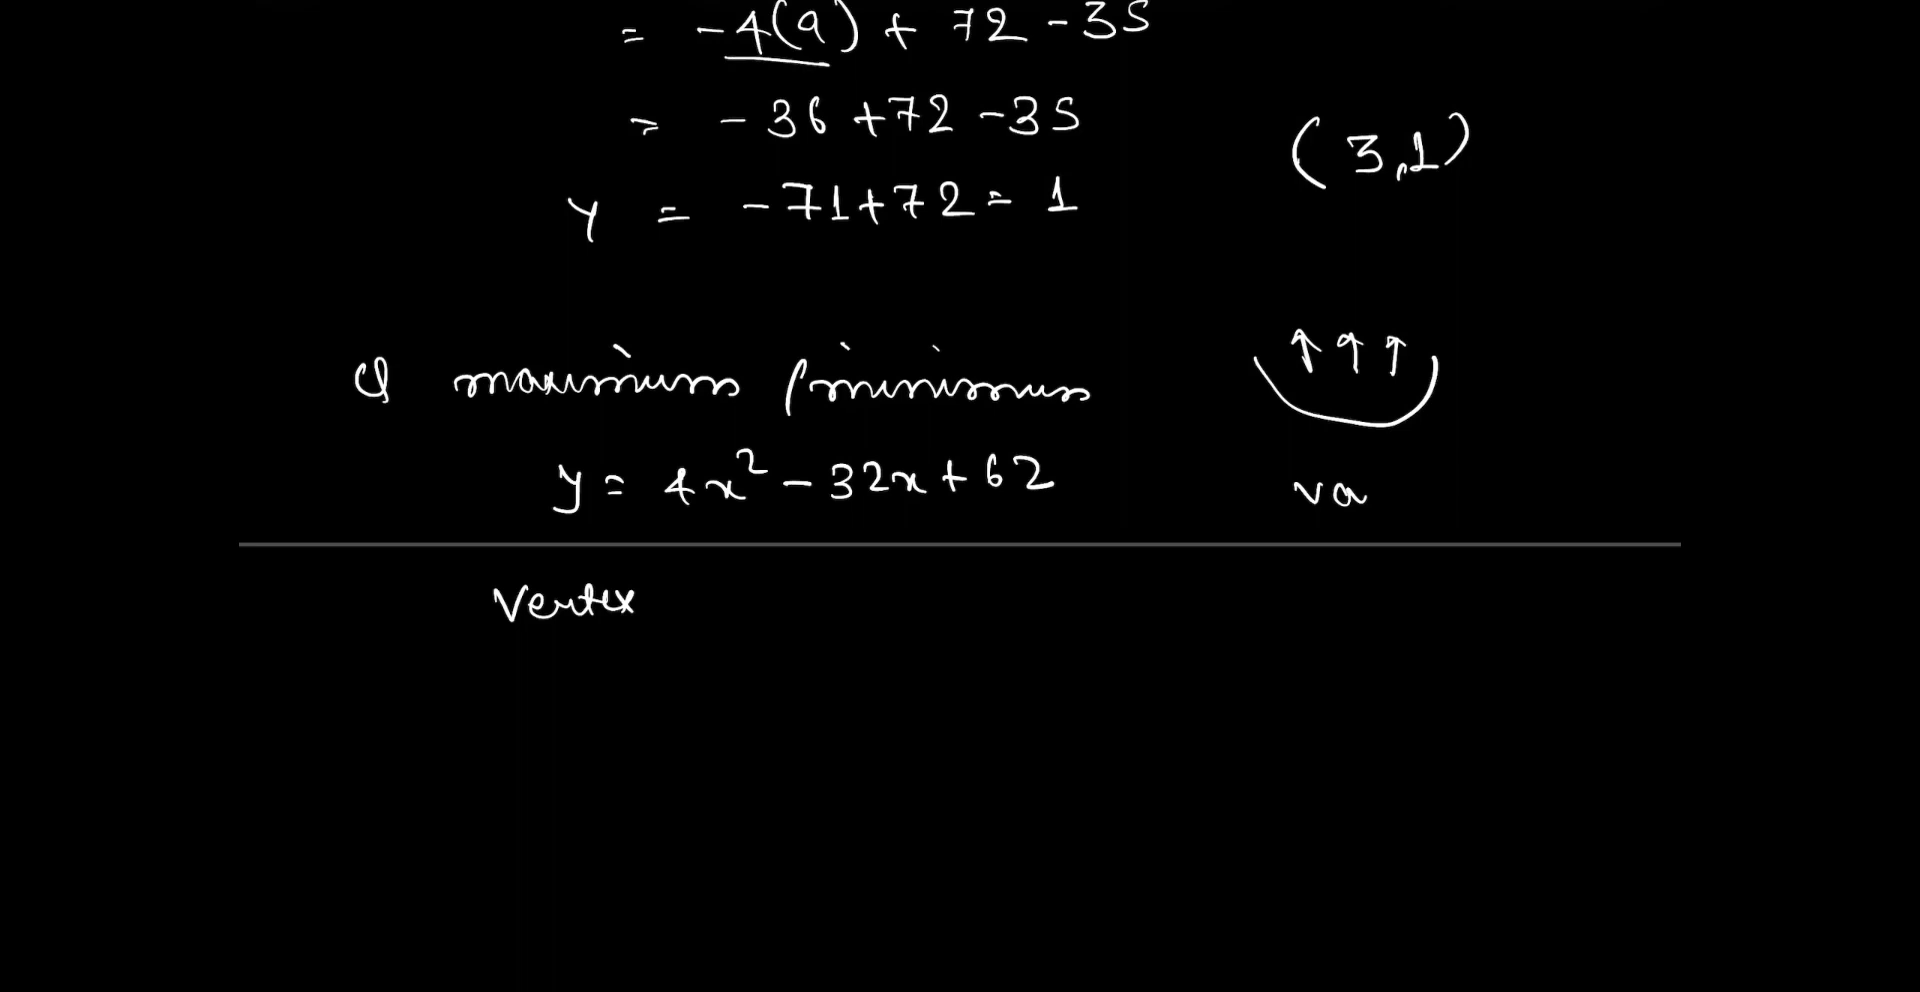 = -4(9) + 72 - 35
= - 36 + 72 - 35
(3,1)
y = - 71 + 72 = 1
Q maximum / minimum
y = 4x² - 32x + 62
va
Vertex